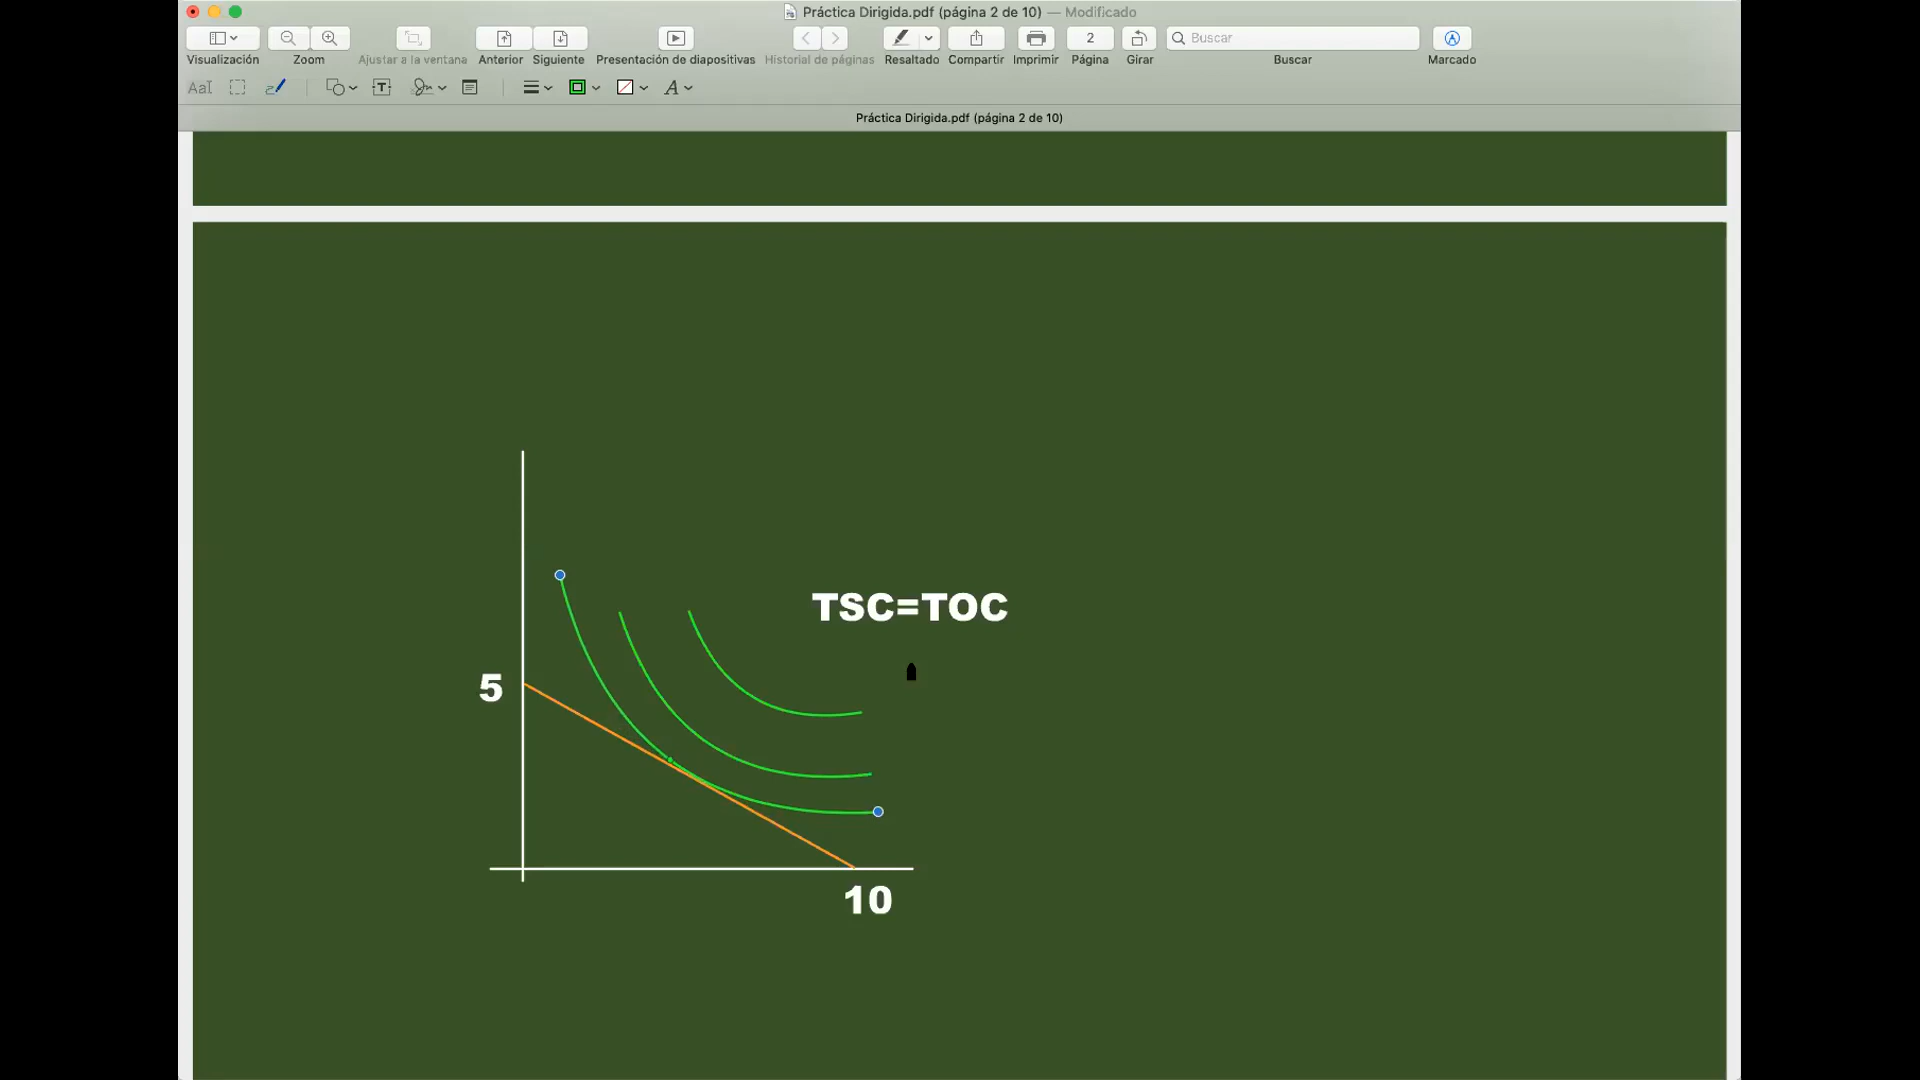 Práctica Dirigida.pdf (página 2 de 10) — Modificado
2
Buscar
Visualización
Zoom
Ajustar a la ventana
Anterior
Siguiente
Presentación de diapositivas
Historial de páginas
Resaltado
Compartir
Imprimir
Página
Girar
Buscar
Marcado
AaI
T
A
Práctica Dirigida.pdf (página 2 de 10)
TSC=TOC
5
10